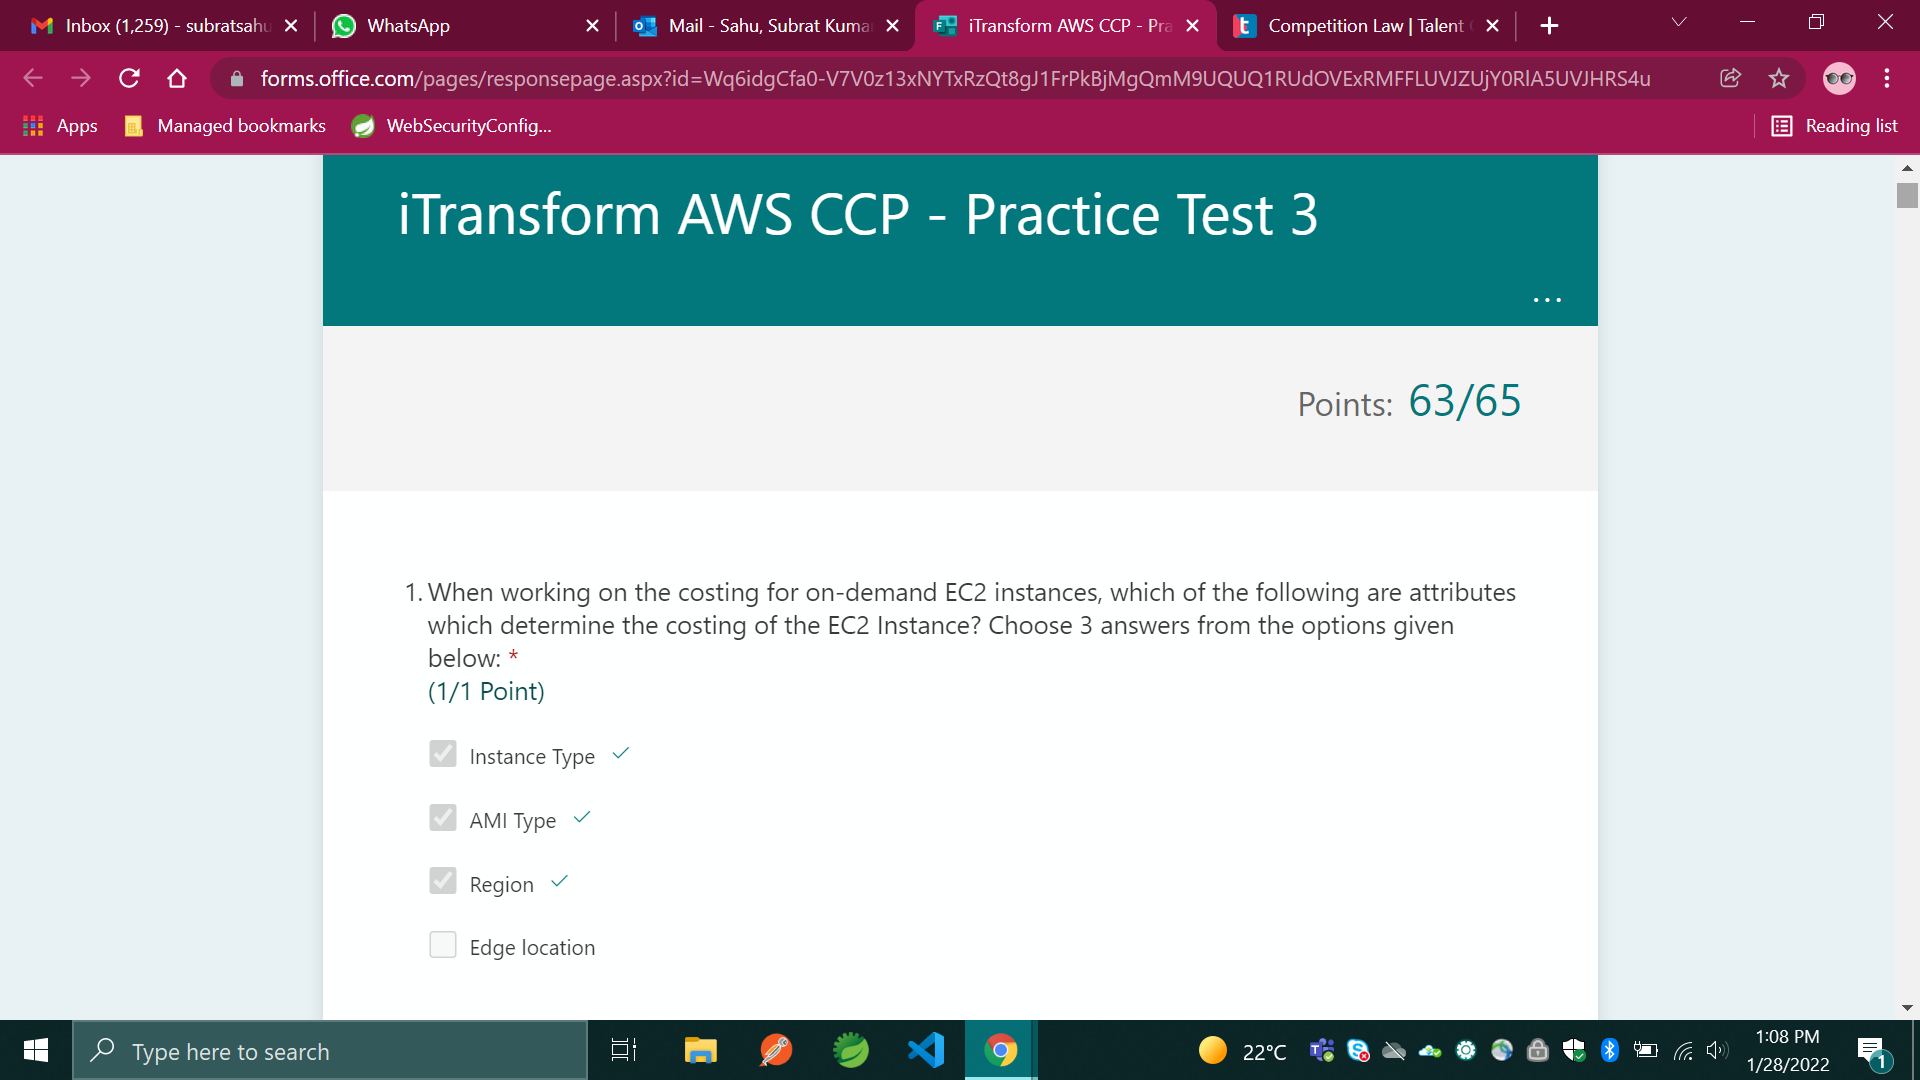 Inbox (1,259) - subratsahu
WhatsApp
Mail - Sahu, Subrat Kumar
iTransform AWS CCP - Pra
Competition Law | Talent
forms.office.com/pages/responsepage.aspx?id=Wq6idgCfa0-V7V0z13xNYTxRzQt8gJ1FrPkBjMgQmM9UQUQ1RUdOVExRMFFLUVJZUjY0RlA5UVJHRS4u
Apps
Managed bookmarks
WebSecurityConfig...
Reading list
iTransform AWS CCP - Practice Test 3
...
Points: 63/65
1. When working on the costing for on-demand EC2 instances, which of the following are attributes
which determine the costing of the EC2 Instance? Choose 3 answers from the options given
below: *
(1/1 Point)
Instance Type
AMI Type
Region
Edge location
Type here to search
22°C
1:08 PM
1/28/2022
1